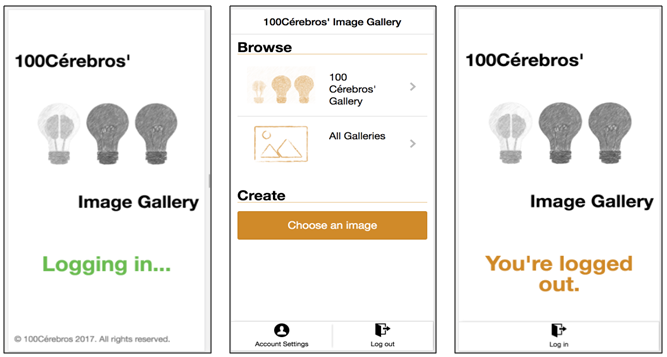 100Cérebros'
Image Gallery
Logging in...
© 100Cérebros 2017. All rights reserved.
100Cérebros' Image Gallery
Browse
100
Cérebros'
Gallery
All Galleries
Create
Choose an image
Account Settings
Log out
100Cérebros'
Image Gallery
You're logged
out.
Log in